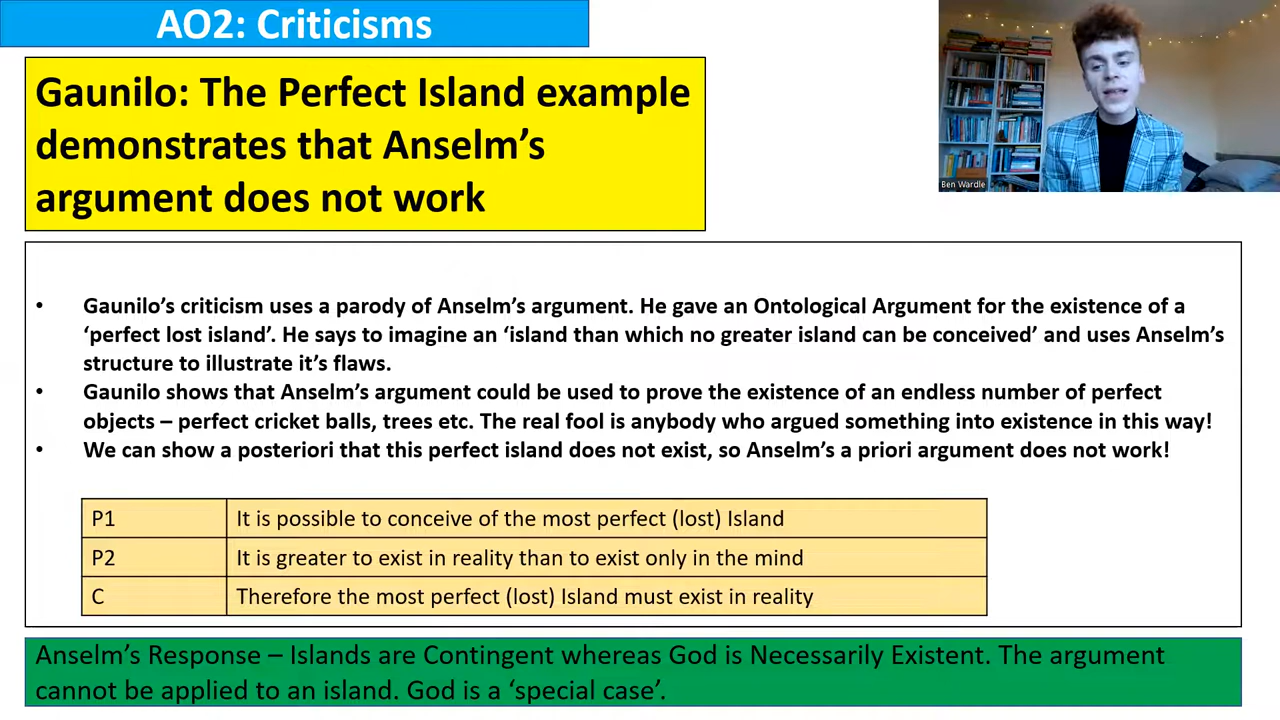 AO2: Criticisms
Gaunilo: The Perfect Island example
demonstrates that Anselm's
argument does not work
Ben Wardle
• Gaunilo's criticism uses a parody of Anselm's argument. He gave an Ontological Argument for the existence of a
'perfect lost island'. He says to imagine an 'island than which no greater island can be conceived' and uses Anselm's
structure to illustrate it's flaws.
• Gaunilo shows that Anselm's argument could be used to prove the existence of an endless number of perfect
objects – perfect cricket balls, trees etc. The real fool is anybody who argued something into existence in this way!
• We can show a posteriori that this perfect island does not exist, so Anselm's a priori argument does not work!
P1 It is possible to conceive of the most perfect (lost) Island
P2 It is greater to exist in reality than to exist only in the mind
C Therefore the most perfect (lost) Island must exist in reality
Anselm's Response – Islands are Contingent whereas God is Necessarily Existent. The argument
cannot be applied to an island. God is a 'special case'.